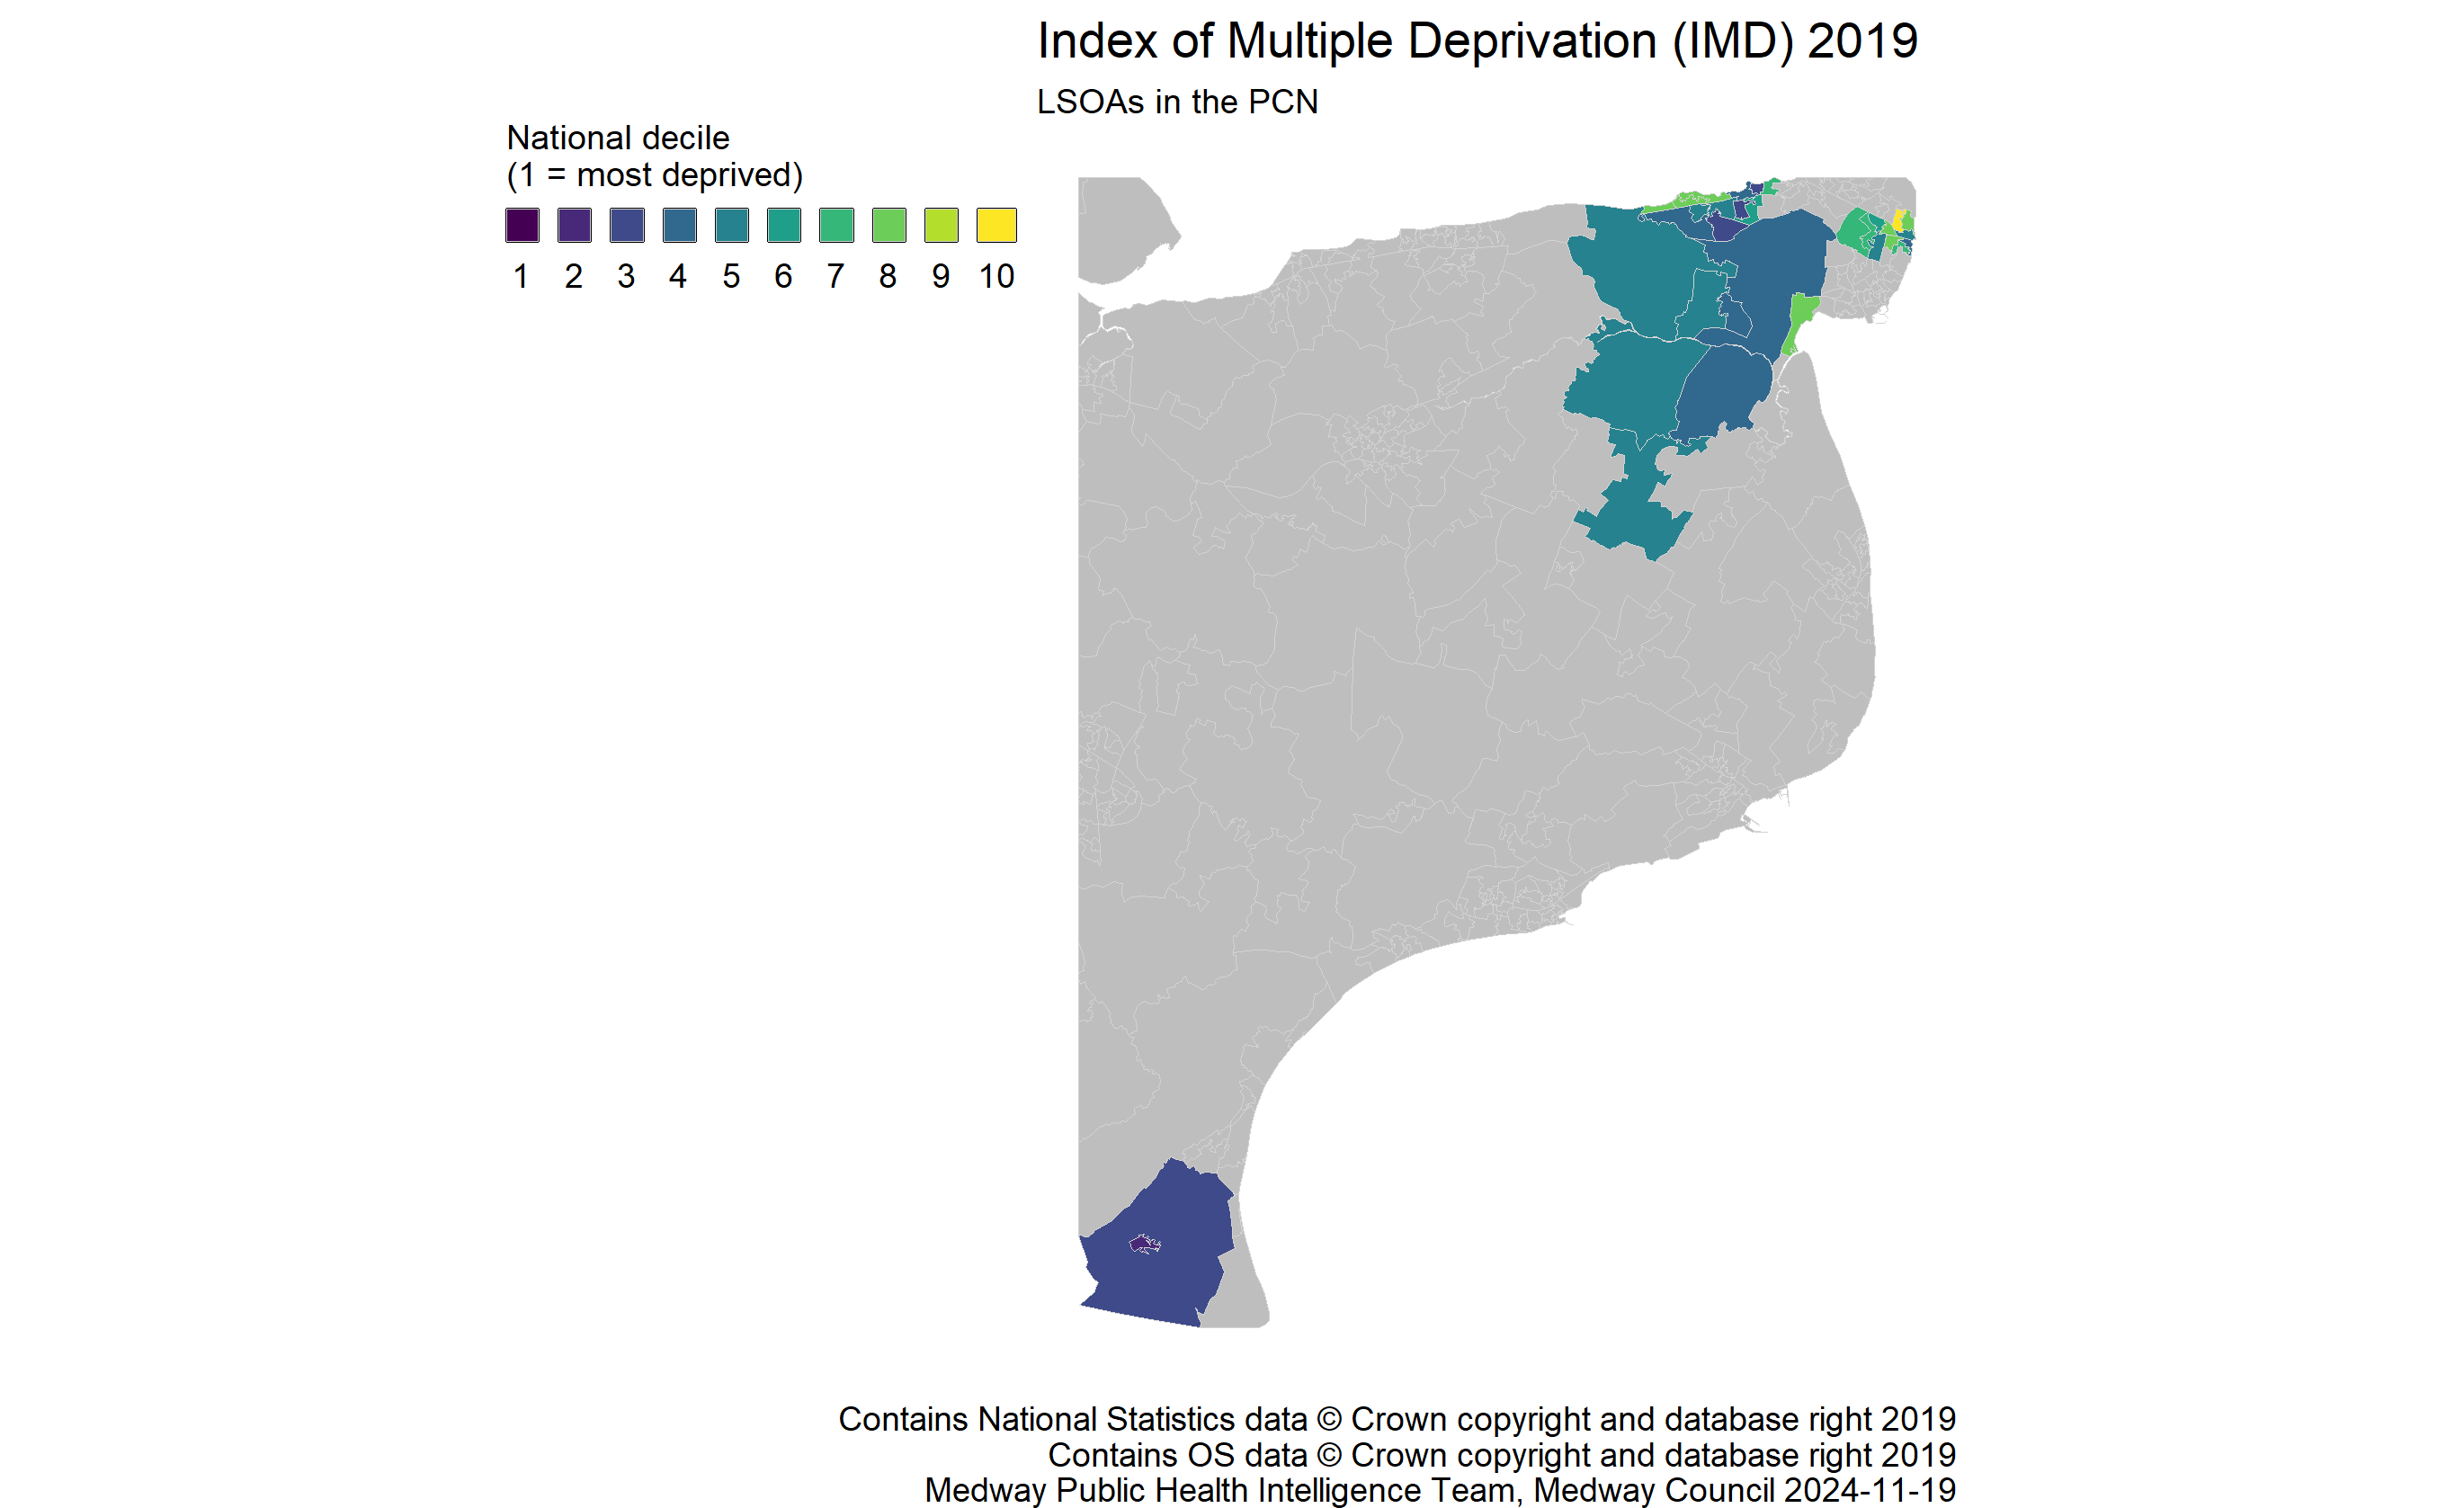 Index of Multiple Deprivation (IMD) 2019
LSOAs in the PCN
National decile
(1 = most deprived)
1 2 3 4 5 6 7 8 9 10
Contains National Statistics data © Crown copyright and database right 2019
Contains OS data © Crown copyright and database right 2019
Medway Public Health Intelligence Team, Medway Council 2024-11-19